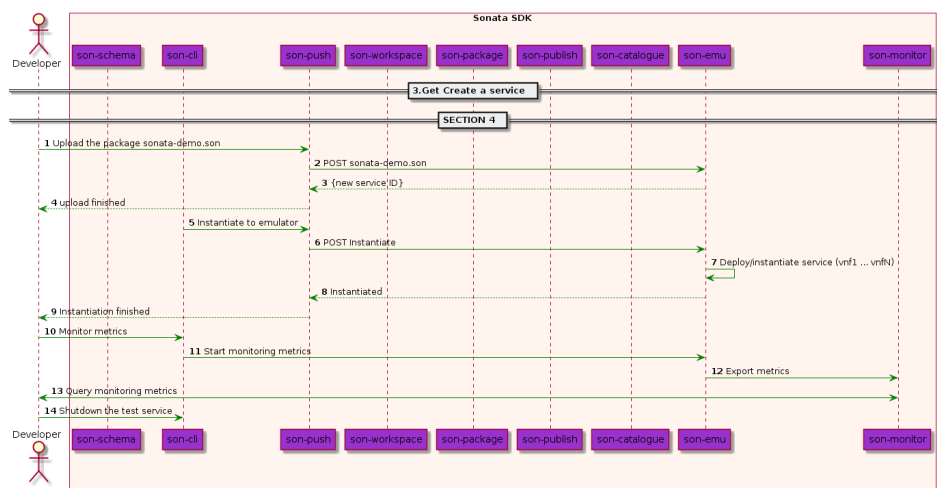 Sonata SDK
Developer
son-schema
son-cli
son-push
son-workspace
son-package
son-publish
son-catalogue
son-emu
son-monitor
3.Get Create a service
SECTION 4
1 Upload the package sonata-demo.son
2 POST sonata-demo.son
3 {new service ID}
4 upload finished
5 Instantiate to emulator
6 POST Instantiate
7 Deploy/instantiate service (vnf1 ... vnfN)
8 Instantiated
9 Instantiation finished
10 Monitor metrics
11 Start monitoring metrics
12 Export metrics
13 Query monitoring metrics
14 Shutdown the test service
Developer
son-schema
son-cli
son-push
son-workspace
son-package
son-publish
son-catalogue
son-emu
son-monitor